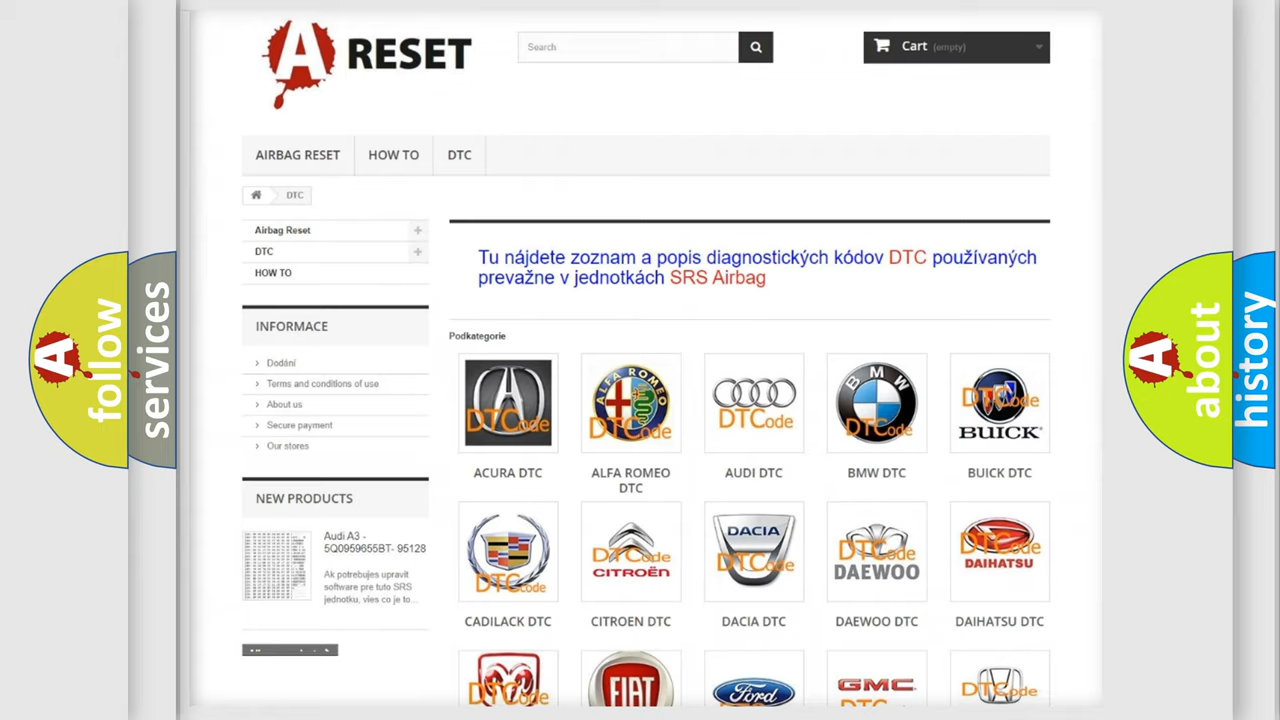 A RESET
Search
Cart (empty)
AIRBAG RESET
HOW TO
DTC
DTC
Airbag Reset
DTC
HOW TO
Tu nájdete zoznam a popis diagnostických kódov DTC používaných
prevažne v jednotkách SRS Airbag
INFORMACE
Dodání
Terms and conditions of use
About us
Secure payment
Our stores
Podkategorie
DTCode
ACURA DTC
ALFA ROMEO
DTCode
ALFA ROMEO
DTC
DTCode
AUDI DTC
BMW
DTCode
BMW DTC
DTCode
BUICK
BUICK DTC
NEW PRODUCTS
Audi A3 -
5Q0959655BT- 95128
Ak potrebujes upravit
software pre tuto SRS
jednotku, vies co je to...
DTCode
CADILACK DTC
DTCode
CITROËN
CITROEN DTC
DACIA
DTCode
DACIA DTC
DTCode
DAEWOO
DAEWOO DTC
DTCode
DAIHATSU
DAIHATSU DTC
DTCode
FIAT
Ford
GMC
DTCode
A follow
services
A about
history